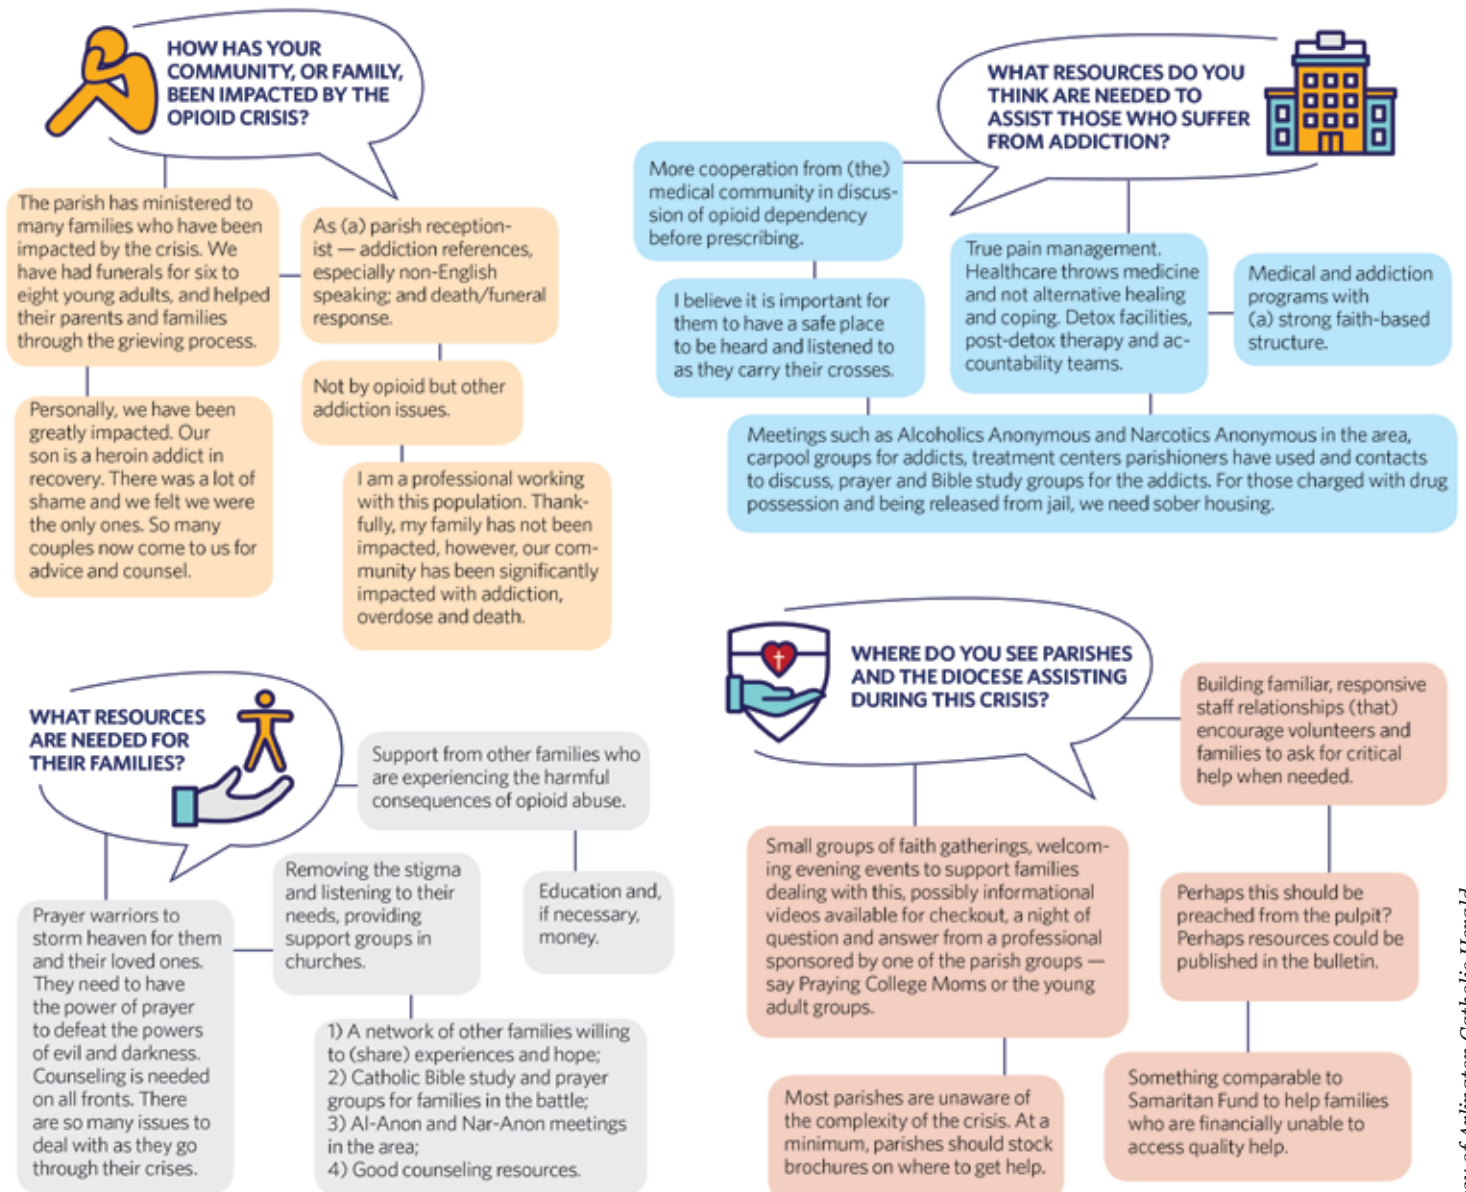 HOW HAS YOUR
COMMUNITY, OR FAMILY,
BEEN IMPACTED BY THE
OPIOID CRISIS?
The parish has ministered to
many families who have been
impacted by the crisis. We
have had funerals for six to
eight young adults, and helped
their parents and families
through the grieving process.
As (a) parish reception-
ist — addiction references,
especially non-English
speaking; and death/funeral
response.
Personally, we have been
greatly impacted. Our
son is a heroin addict in
recovery. There was a lot of
shame and we felt we were
the only ones. So many
couples now come to us for
advice and counsel.
Not by opioid but other
addiction issues.
I am a professional working
with this population. Thank-
fully, my family has not been
impacted, however, our com-
munity has been significantly
impacted with addiction,
overdose and death.
WHAT RESOURCES DO YOU
THINK ARE NEEDED TO
ASSIST THOSE WHO SUFFER
FROM ADDICTION?
More cooperation from (the)
medical community in discus-
sion of opioid dependency
before prescribing.
I believe it is important for
them to have a safe place
to be heard and listened to
as they carry their crosses.
True pain management.
Healthcare throws medicine
and not alternative healing
and coping. Detox facilities,
post-detox therapy and ac-
countability teams.
Medical and addiction
programs with
(a) strong faith-based
structure.
Meetings such as Alcoholics Anonymous and Narcotics Anonymous in the area,
carpool groups for addicts, treatment centers parishioners have used and contacts
to discuss, prayer and Bible study groups for the addicts. For those charged with drug
possession and being released from jail, we need sober housing.
WHAT RESOURCES
ARE NEEDED FOR
THEIR FAMILIES?
Support from other families who
are experiencing the harmful
consequences of opioid abuse.
Education and,
if necessary,
money.
Removing the stigma
and listening to their
needs, providing
support groups in
churches.
Prayer warriors to
storm heaven for them
and their loved ones.
They need to have
the power of prayer
to defeat the powers
of evil and darkness.
Counseling is needed
on all fronts. There
are so many issues to
deal with as they go
through their crises.
1) A network of other families willing
to (share) experiences and hope;
2) Catholic Bible study and prayer
groups for families in the battle;
3) Al-Anon and Nar-Anon meetings
in the area;
4) Good counseling resources.
WHERE DO YOU SEE PARISHES
AND THE DIOCESE ASSISTING
DURING THIS CRISIS?
Building familiar, responsive
staff relationships (that)
encourage volunteers and
families to ask for critical
help when needed.
Small groups of faith gatherings, welcom-
ing evening events to support families
dealing with this, possibly informational
videos available for checkout, a night of
question and answer from a professional
sponsored by one of the parish groups —
say Praying College Moms or the young
adult groups.
Perhaps this should be
preached from the pulpit?
Perhaps resources could be
published in the bulletin.
Most parishes are unaware of
the complexity of the crisis. At a
minimum, parishes should stock
brochures on where to get help.
Something comparable to
Samaritan Fund to help families
who are financially unable to
access quality help.
of Arlington Catholic Herald